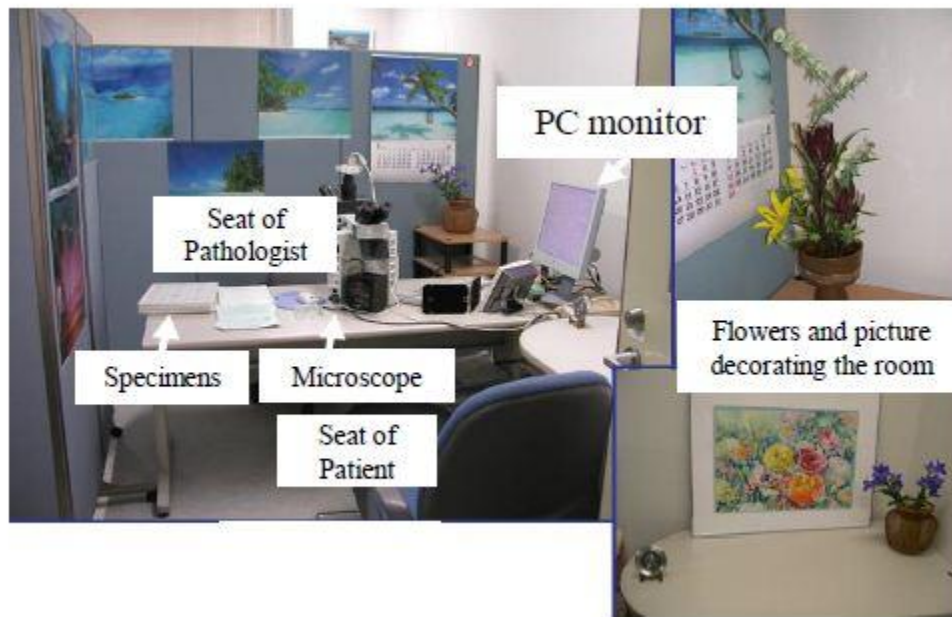 PC monitor
Seat of
Pathologist
Specimens
Microscope
Seat of
Patient
Flowers and picture
decorating the room